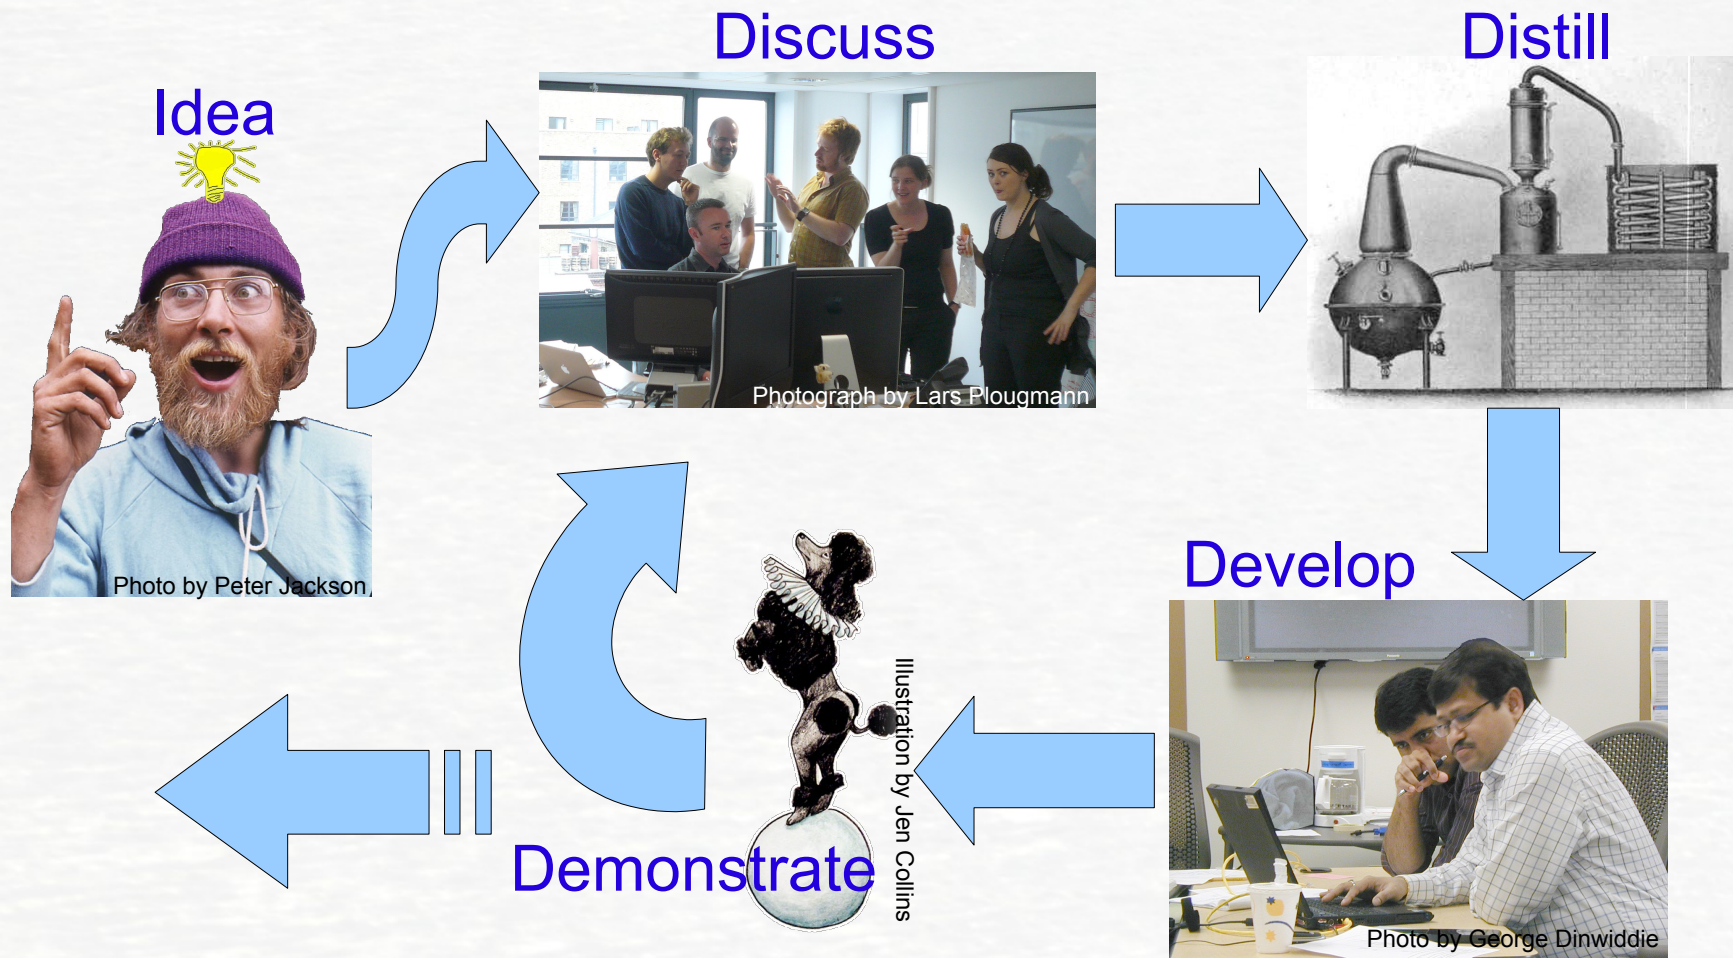 Idea
Discuss
Distill
Photograph by Lars Plougmann
Photo by Peter Jackson
Develop
Illustration by Jen Collins
Demonstrate
Photo by George Dinwiddie